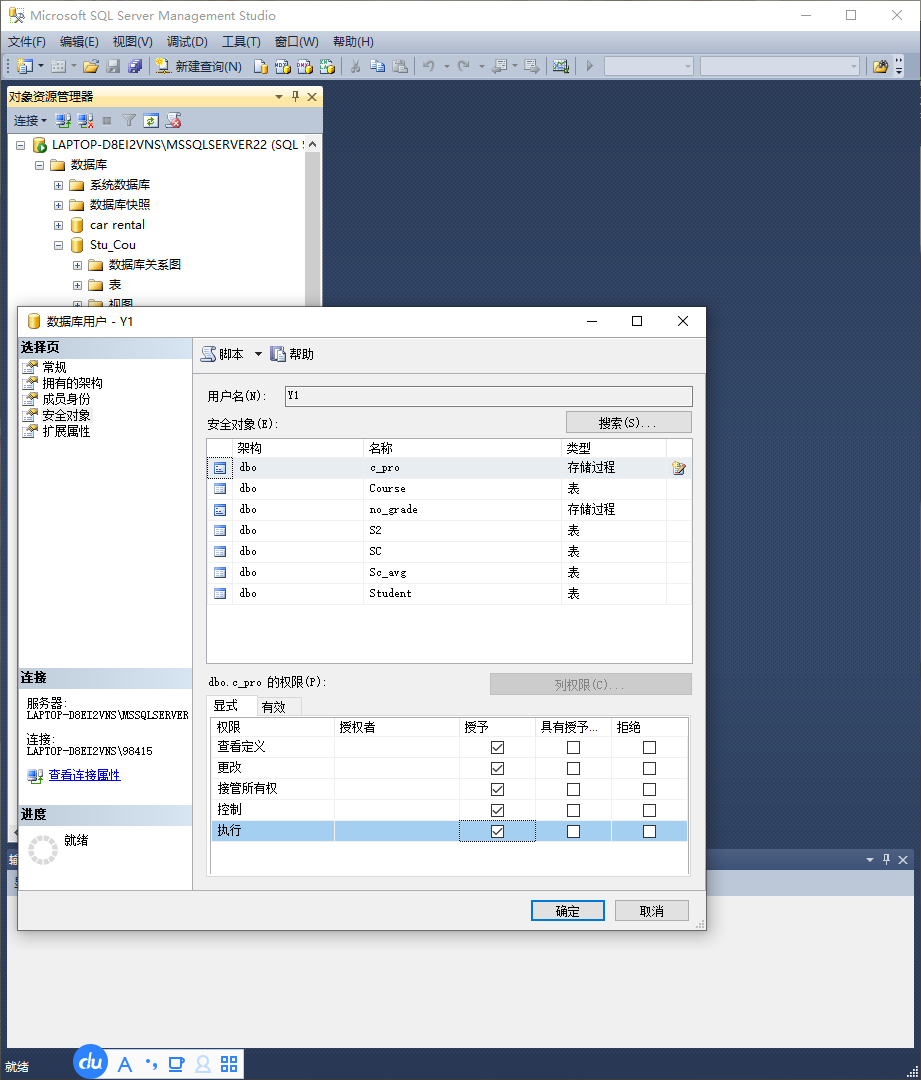 Microsoft SQL Server Management Studio
文件(F) 编辑(E) 视图(V) 调试(D) 工具(T) 窗口(W) 帮助(H)
新建查询(N)
对象资源管理器
连接
LAPTOP-D8EI2VNS\MSSQLSERVER22 (SQL
数据库
系统数据库
数据库快照
car rental
Stu_Cou
数据库关系图
表
视图
数据库用户 - Y1
选择页
常规
拥有的架构
成员身份
安全对象
扩展属性
脚本 帮助
用户名(N): Y1
安全对象(E): 搜索(S)...
架构 名称 类型
dbo c_pro 存储过程
dbo Course 表
dbo no_grade 存储过程
dbo S2 表
dbo SC 表
dbo Sc_avg 表
dbo Student 表
连接
服务器:
LAPTOP-D8EI2VNS\MSSQLSERVER
连接:
LAPTOP-D8EI2VNS\98415
查看连接属性
进度
就绪
dbo.c_pro 的权限(P): 列权限(C)...
显式 有效
权限 授权者 授予 具有授予... 拒绝
查看定义
更改
接管所有权
控制
执行
确定 取消
就绪
du A